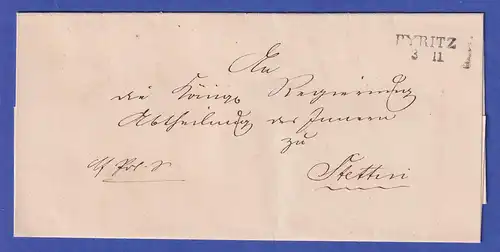 PYRITZ
3 11
An
die Königl Regierung
Abtheilung des Innern
zu
Stettin